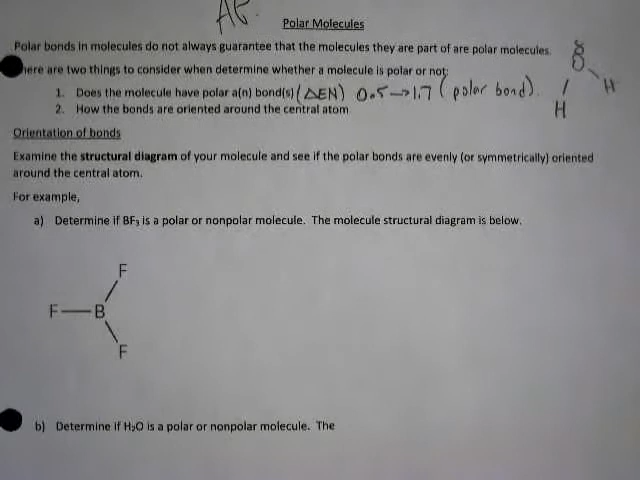 AG.
Polar Molecules
Polar bonds in molecules do not always guarantee that the molecules they are part of are polar molecules.
here are two things to consider when determine whether a molecule is polar or not:
1. Does the molecule have polar a(n) bond(s) (ΔEN) 0.5→1.7 (polar bond).
2. How the bonds are oriented around the central atom
H
H
Orientation of bonds
Examine the structural diagram of your molecule and see if the polar bonds are evenly (or symmetrically) oriented
around the central atom.
For example,
a) Determine if BF₃ is a polar or nonpolar molecule. The molecule structural diagram is below.
F
F—B
F
b) Determine if H₂O is a polar or nonpolar molecule. The